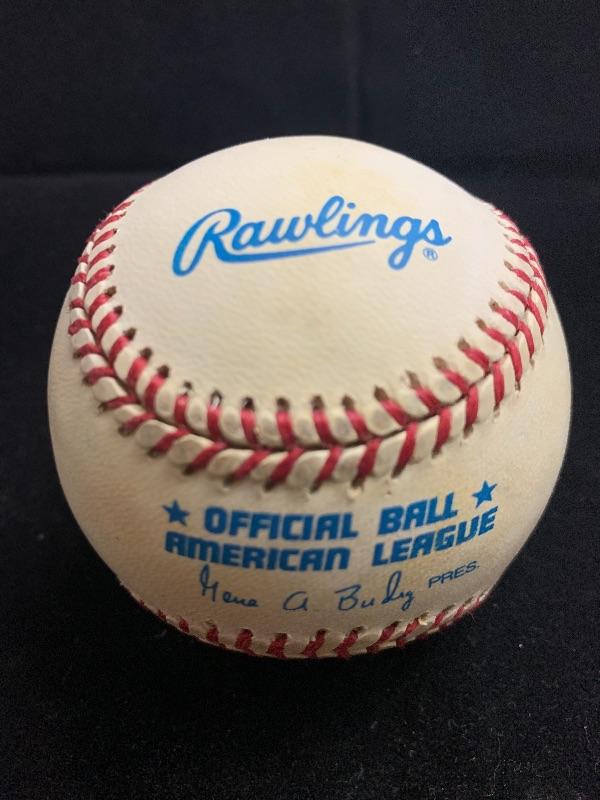 Rawlings®
★ OFFICIAL BALL ★
AMERICAN LEAGUE
Gene A Budig PRES.